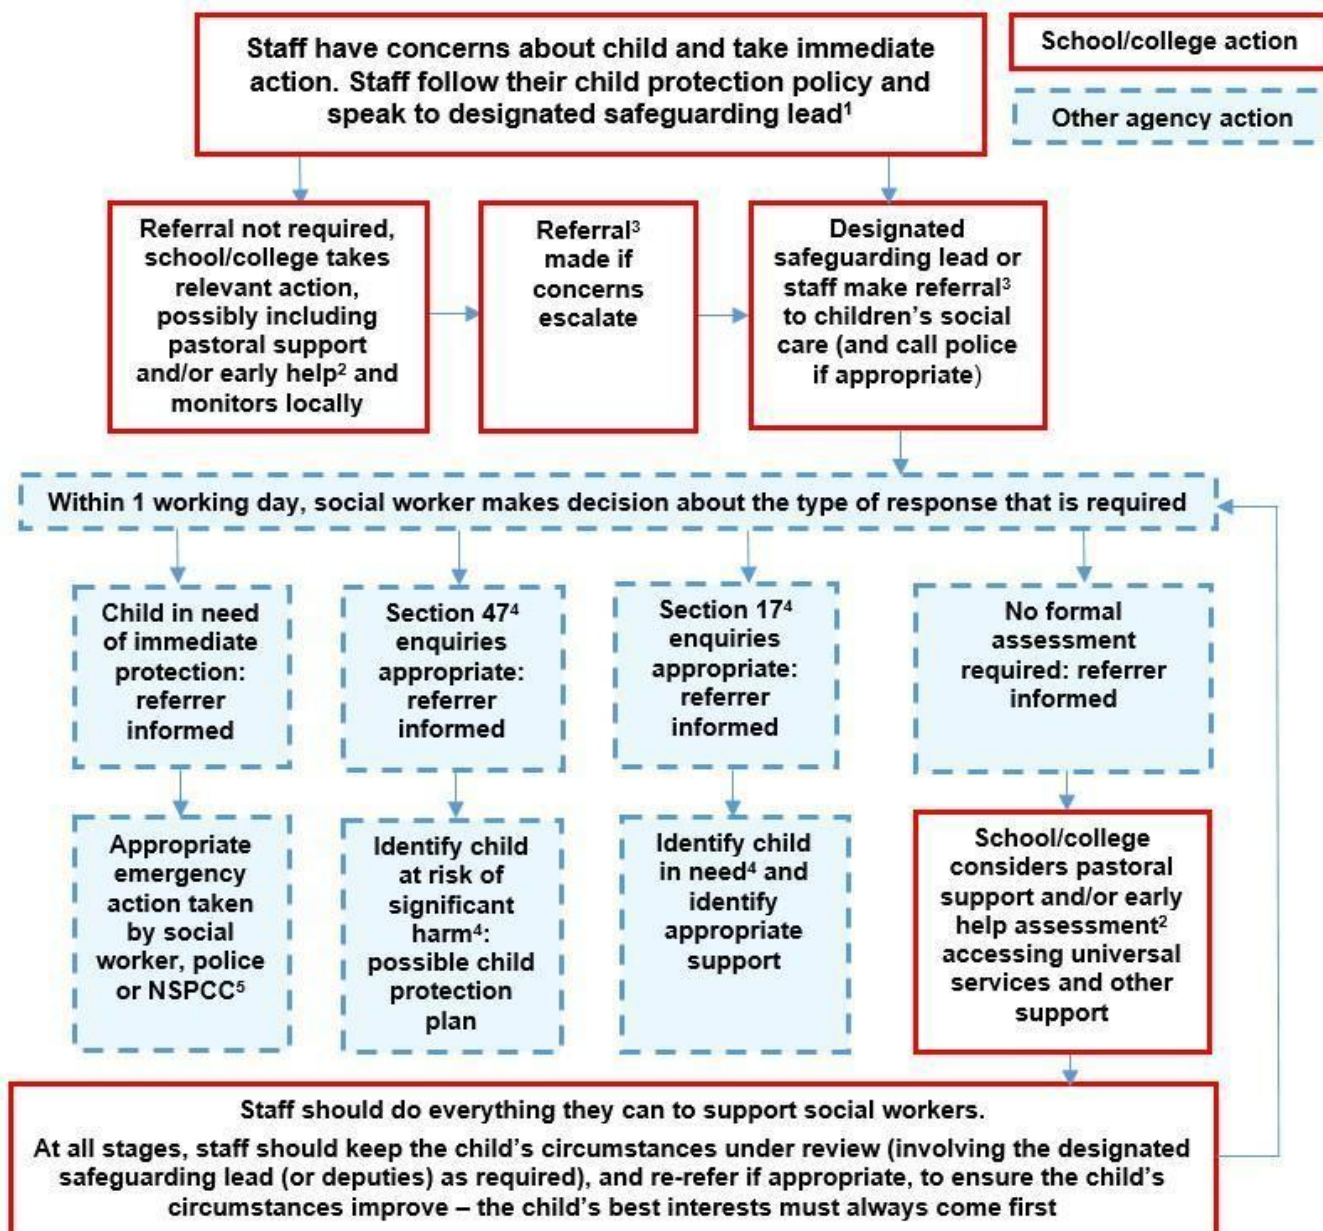 Staff have concerns about child and take immediate
action. Staff follow their child protection policy and
speak to designated safeguarding lead¹
School/college action
Other agency action
Referral not required,
school/college takes
relevant action,
possibly including
pastoral support
and/or early help² and
monitors locally
Referral³
made if
concerns
escalate
Designated
safeguarding lead or
staff make referral³
to children’s social
care (and call police
if appropriate)
Within 1 working day, social worker makes decision about the type of response that is required
Child in need
of immediate
protection:
referrer
informed
Section 47⁴
enquiries
appropriate:
referrer
informed
Section 17⁴
enquiries
appropriate:
referrer
informed
No formal
assessment
required: referrer
informed
Appropriate
emergency
action taken
by social
worker, police
or NSPCC⁵
Identify child
at risk of
significant
harm⁴:
possible child
protection
plan
Identify child
in need⁴ and
identify
appropriate
support
School/college
considers pastoral
support and/or early
help assessment²
accessing universal
services and other
support
Staff should do everything they can to support social workers.
At all stages, staff should keep the child’s circumstances under review (involving the designated
safeguarding lead (or deputies) as required), and re-refer if appropriate, to ensure the child’s
circumstances improve – the child’s best interests must always come first